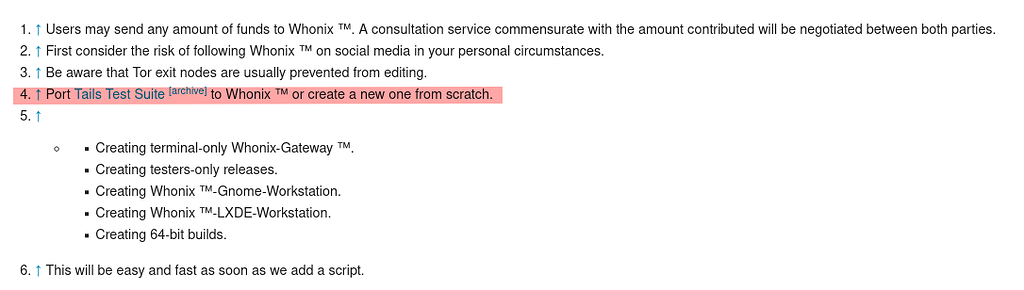 1. ↑ Users may send any amount of funds to Whonix ™. A consultation service commensurate with the amount contributed will be negotiated between both parties.
2. ↑ First consider the risk of following Whonix ™ on social media in your personal circumstances.
3. ↑ Be aware that Tor exit nodes are usually prevented from editing.
4. ↑ Port Tails Test Suite [archive] to Whonix ™ or create a new one from scratch.
5. ↑
Creating terminal-only Whonix-Gateway ™.
Creating testers-only releases.
Creating Whonix ™-Gnome-Workstation.
Creating Whonix ™-LXDE-Workstation.
Creating 64-bit builds.
6. ↑ This will be easy and fast as soon as we add a script.